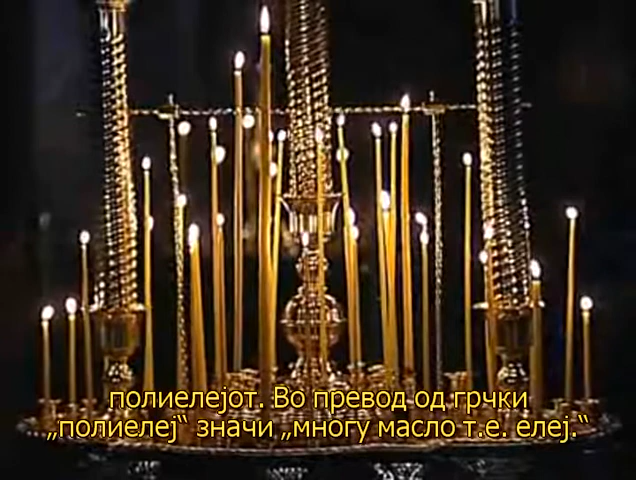 полиелејот. Во превод од грчки
„полиелеј“ значи „многу масло т.е. елеј.“